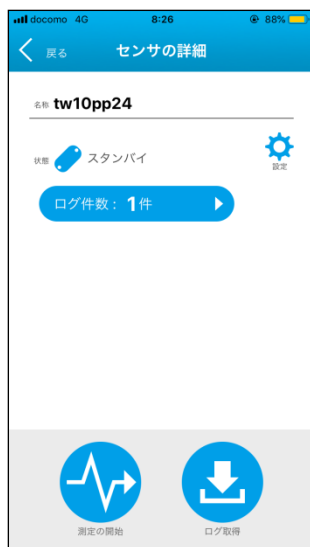 docomo 4G 8:26 88%
戻る センサの詳細
名称 tw10pp24
状態 スタンバイ
設定
ログ件数： 1件
測定の開始 ログ取得